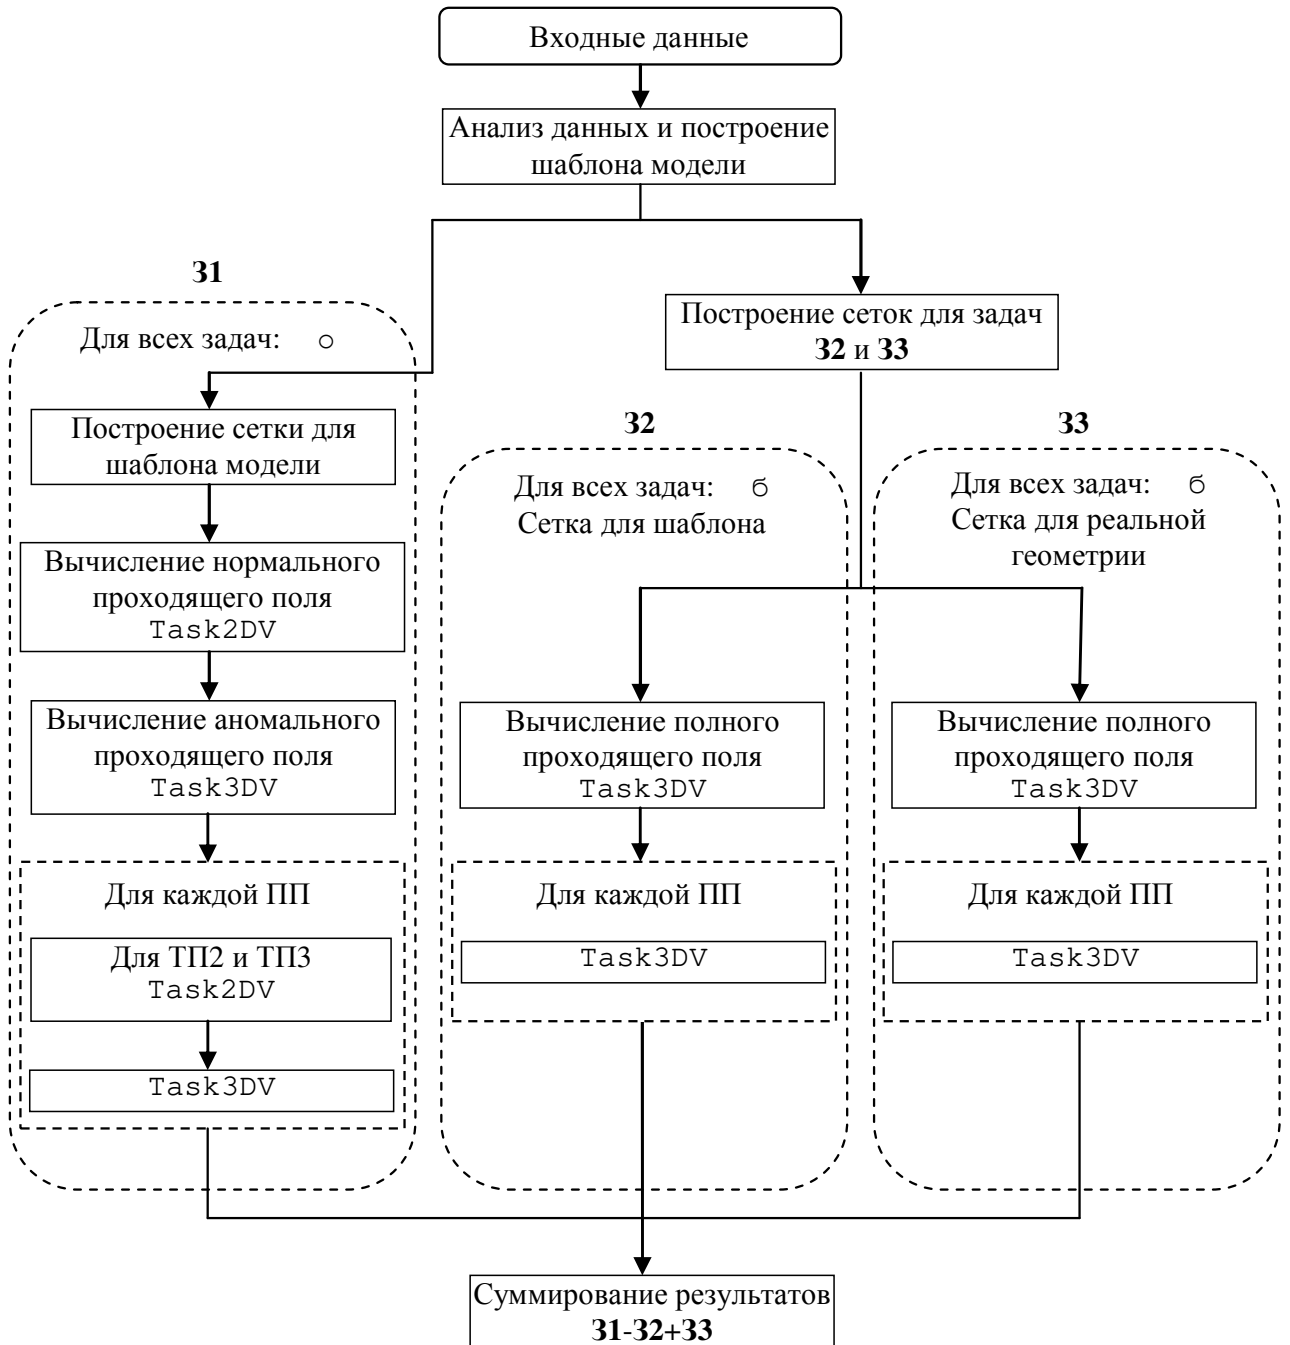 Входные данные
Анализ данных и построение
шаблона модели
З1
Для всех задач: o
Построение сетки для
шаблона модели
Вычисление нормального
проходящего поля
Task2DV
Вычисление аномального
проходящего поля
Task3DV
Для каждой ПП
Для ТП2 и ТП3
Task2DV
Task3DV
Построение сеток для задач
З2 и З3
З2
Для всех задач: б
Сетка для шаблона
Вычисление полного
проходящего поля
Task3DV
Для каждой ПП
Task3DV
З3
Для всех задач: б
Сетка для реальной
геометрии
Вычисление полного
проходящего поля
Task3DV
Для каждой ПП
Task3DV
Суммирование результатов
З1-З2+З3